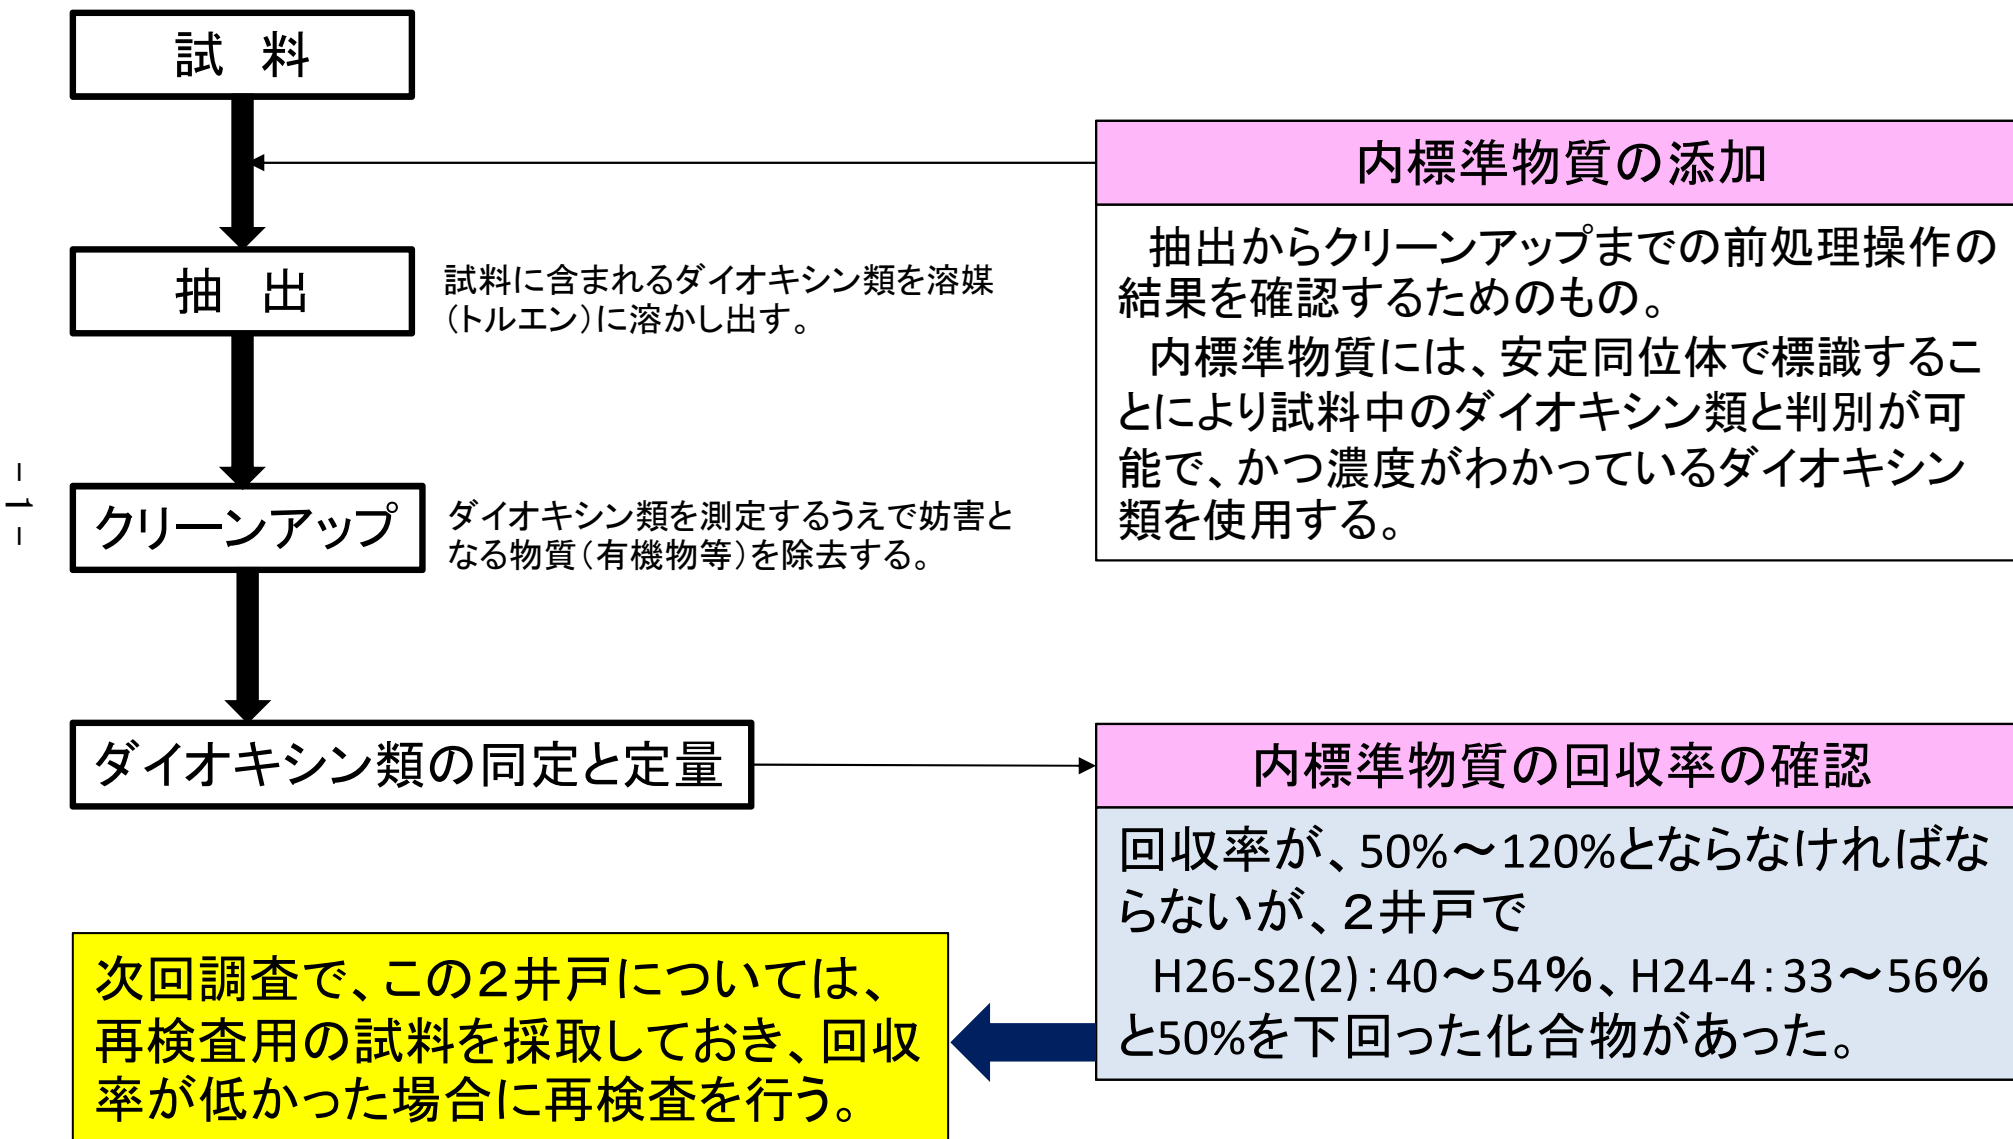 試　料
内標準物質の添加
抽出からクリーンアップまでの前処理操作の
結果を確認するためのもの。
内標準物質には、安定同位体で標識するこ
とにより試料中のダイオキシン類と判別が可
能で、かつ濃度がわかっているダイオキシン
類を使用する。
抽　出
試料に含まれるダイオキシン類を溶媒
(トルエン)に溶かし出す。
クリーンアップ
ダイオキシン類を測定するうえで妨害と
なる物質(有機物等)を除去する。
- 1 -
ダイオキシン類の同定と定量
内標準物質の回収率の確認
回収率が、50%～120%とならなければな
らないが、２井戸で
H26-S2(2)：40～54％、H24-4：33～56％
と50%を下回った化合物があった。
次回調査で、この２井戸については、
再検査用の試料を採取しておき、回収
率が低かった場合に再検査を行う。